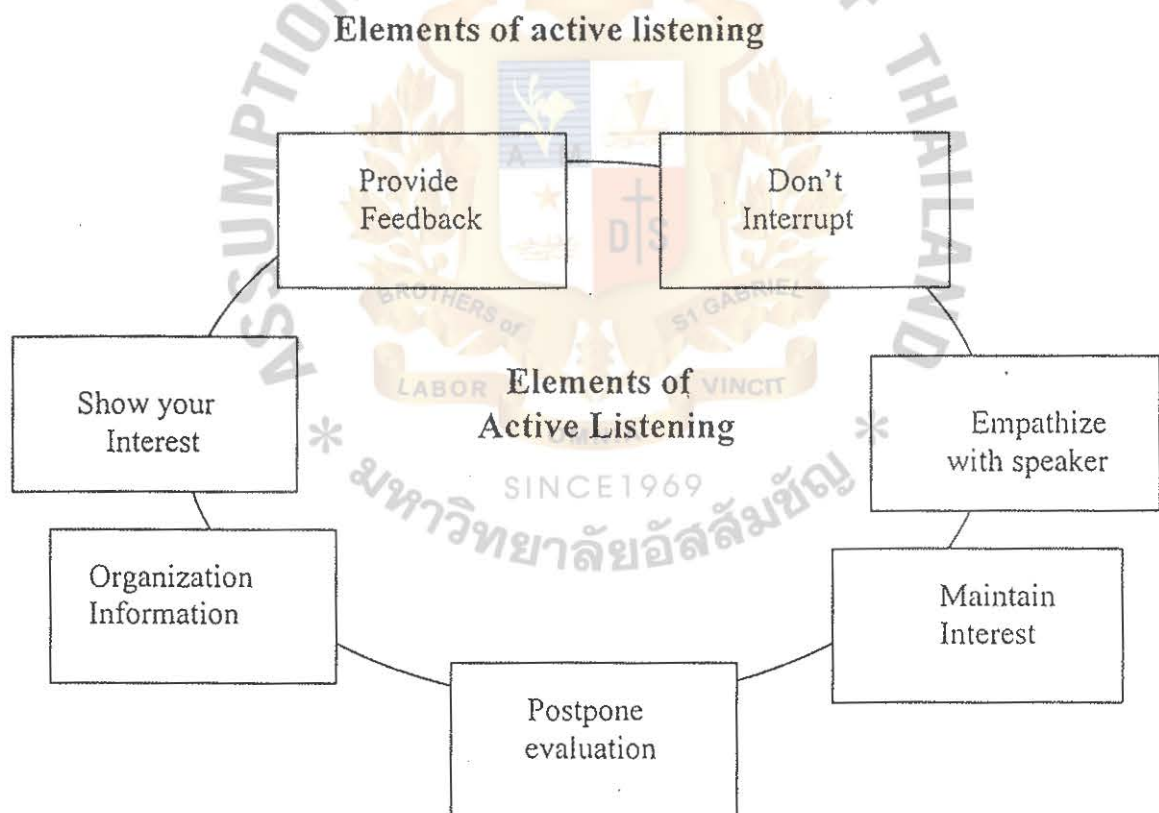 Elements of active listening
ASSUMPTION
THAILAND
A M
D S
BROTHERS of
ST GABRIEL
LABOR
VINCIT
OMNIA
SINCE1969
มหาวิทยาลัยอัสสัมชัญ
Provide
Feedback
Don't
Interrupt
Empathize
with speaker
Maintain
Interest
Postpone
evaluation
Organization
Information
Show your
Interest
Elements of
Active Listening